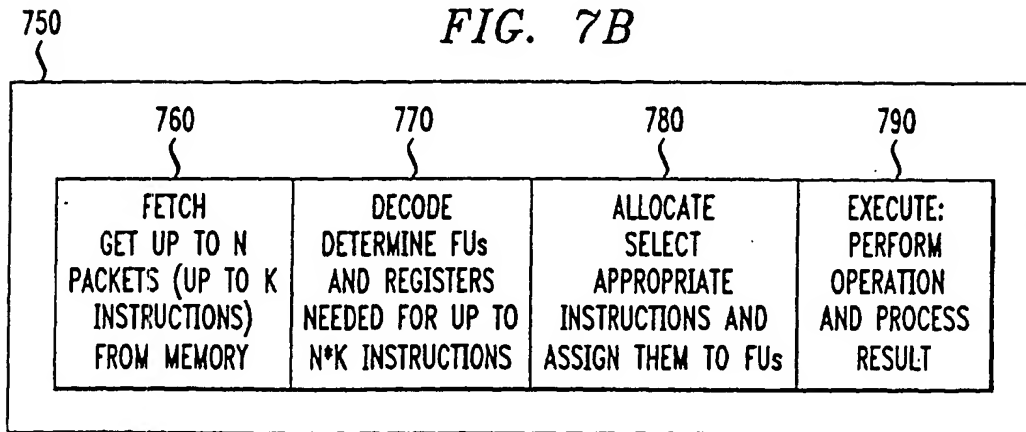 FIG. 7B
750
760
770
780
790
FETCH
GET UP TO N
PACKETS (UP TO K
INSTRUCTIONS)
FROM MEMORY
DECODE
DETERMINE FUs
AND REGISTERS
NEEDED FOR UP TO
N*K INSTRUCTIONS
ALLOCATE
SELECT
APPROPRIATE
INSTRUCTIONS AND
ASSIGN THEM TO FUs
EXECUTE:
PERFORM
OPERATION
AND PROCESS
RESULT